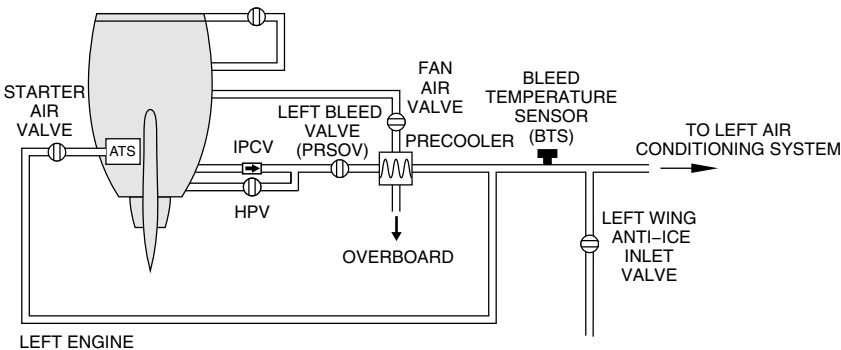 STARTER
AIR
VALVE
ATS
IPCV
HPV
LEFT BLEED
VALVE
(PRSOV)
FAN
AIR
VALVE
PRECOOLER
OVERBOARD
BLEED
TEMPERATURE
SENSOR
(BTS)
TO LEFT AIR
CONDITIONING SYSTEM
LEFT WING
ANTI–ICE
INLET
VALVE
LEFT ENGINE